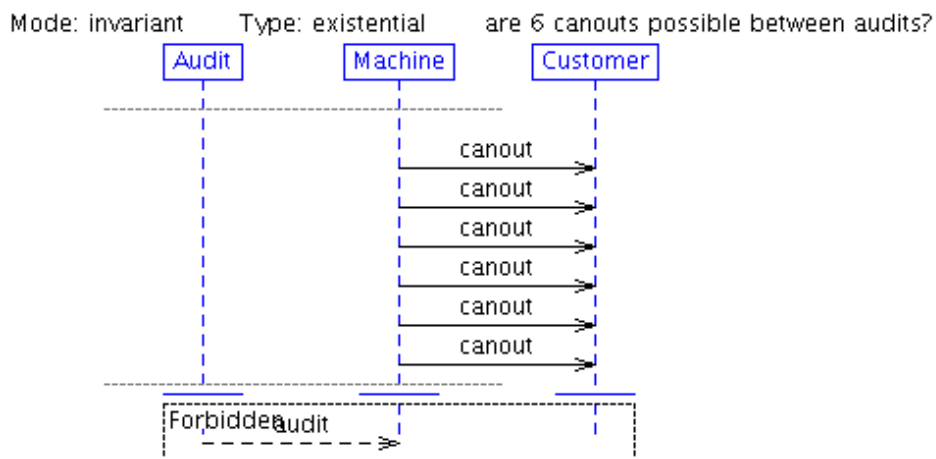 Mode: invariant Type: existential are 6 canouts possible between audits?
Audit Machine Customer
canout
canout
canout
canout
canout
canout
Forbidden
audit